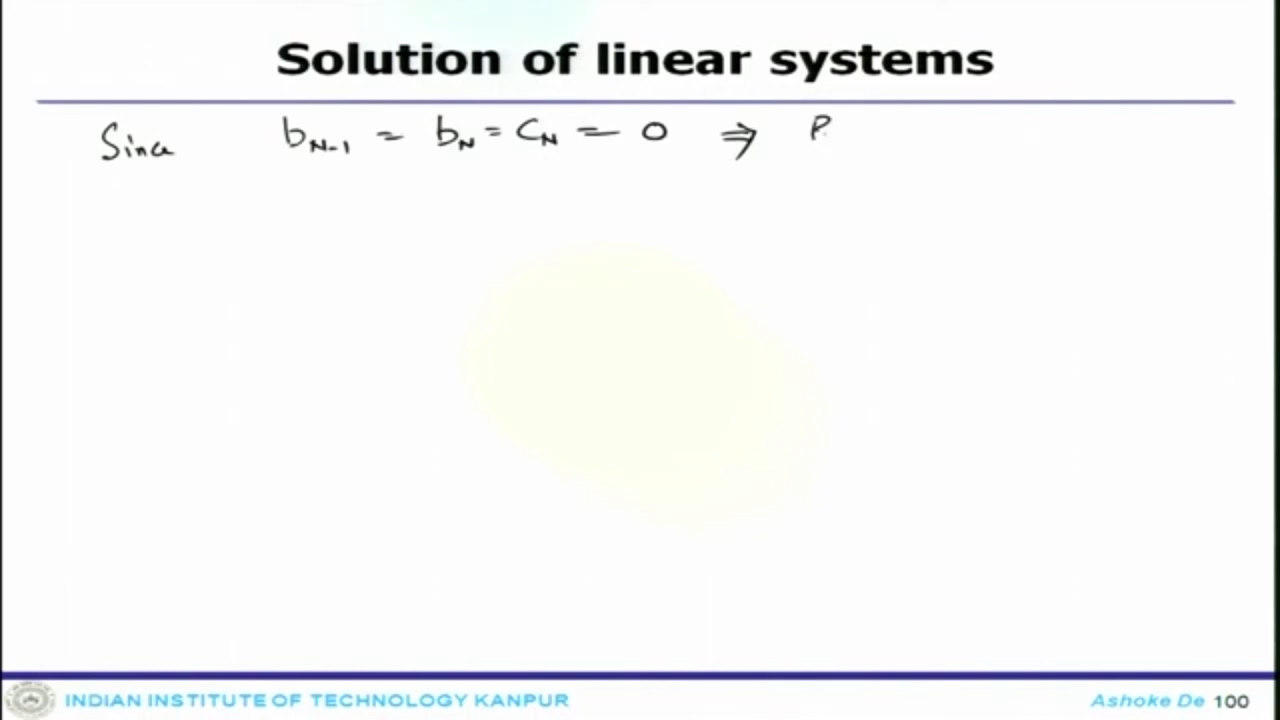 Solution of linear systems
Since b_{N-1} = b_N = C_N = 0 ⇒ P
INDIAN INSTITUTE OF TECHNOLOGY KANPUR
Ashoke De 100